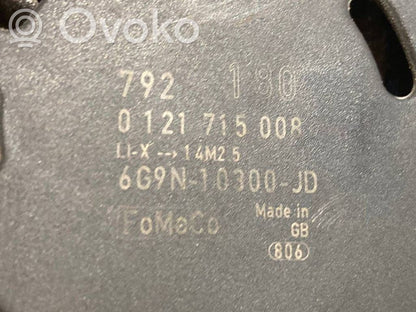 Ovoko
792 180
0 121 715 008
LI-X --> 14M2.5
6G9N-10300-JD
FoMoCo Made in
GB
806